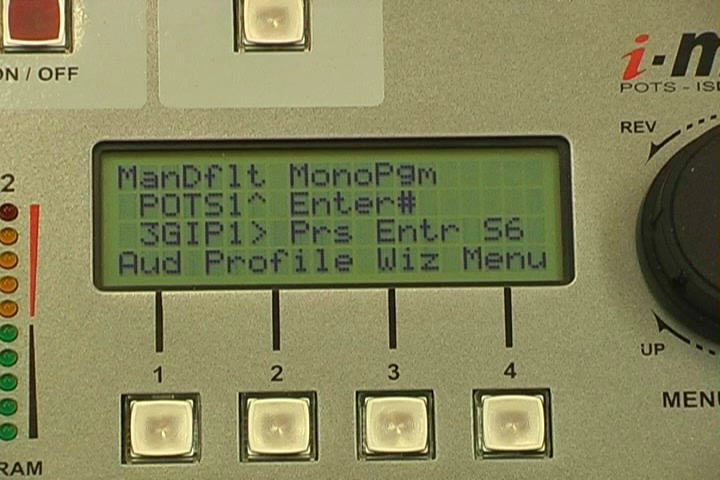 ON / OFF
i-m
POTS - ISD
REV
2
ManDflt MonoPgm
POTS1^ Enter#
3GIP1> Prs Entr S6
Aud Profile Wiz Menu
UP
1 2 3 4
MENU
RAM